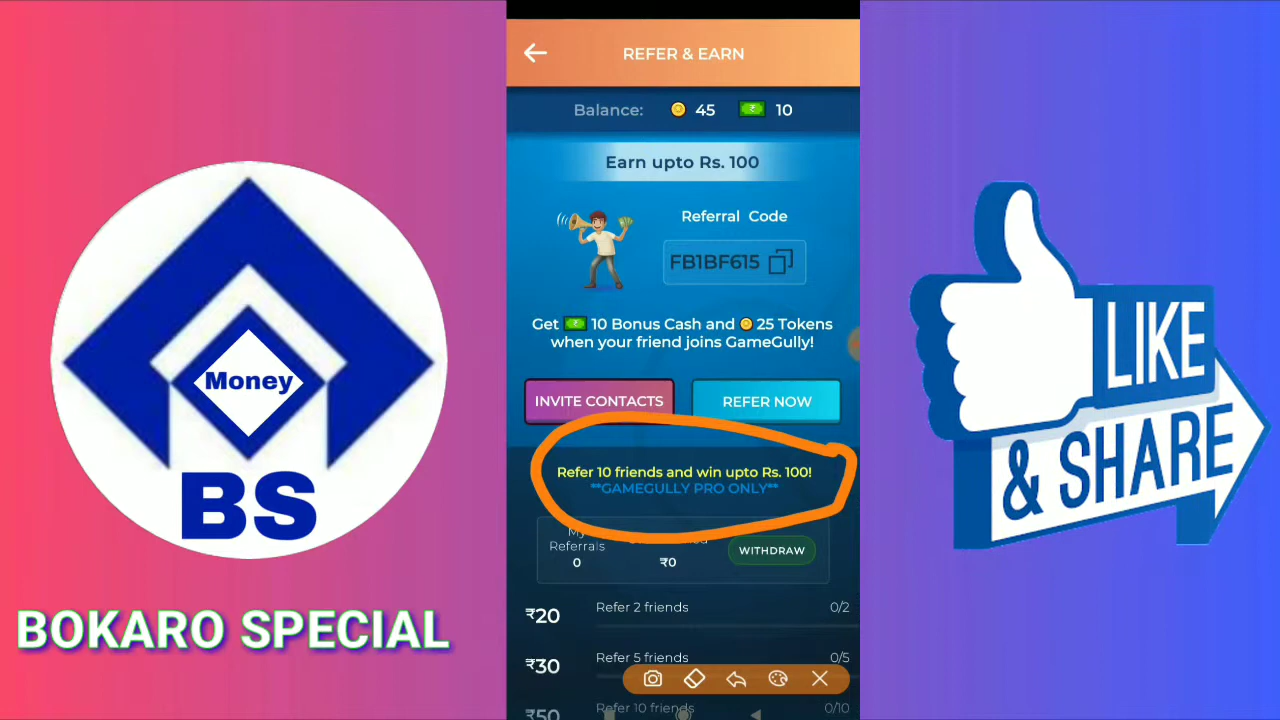 Money
BS
BOKARO SPECIAL
REFER & EARN
Balance: 45 10
Earn upto Rs. 100
Referral Code
FB1BF615
Get 10 Bonus Cash and 25 Tokens
when your friend joins GameGully!
INVITE CONTACTS REFER NOW
Refer 10 friends and win upto Rs. 100!
**GAMEGULLY PRO ONLY**
My
Referrals
0 ₹0
WITHDRAW
₹20 Refer 2 friends 0/2
₹30 Refer 5 friends 0/5
₹50 Refer 10 friends 0/10
LIKE
& SHARE